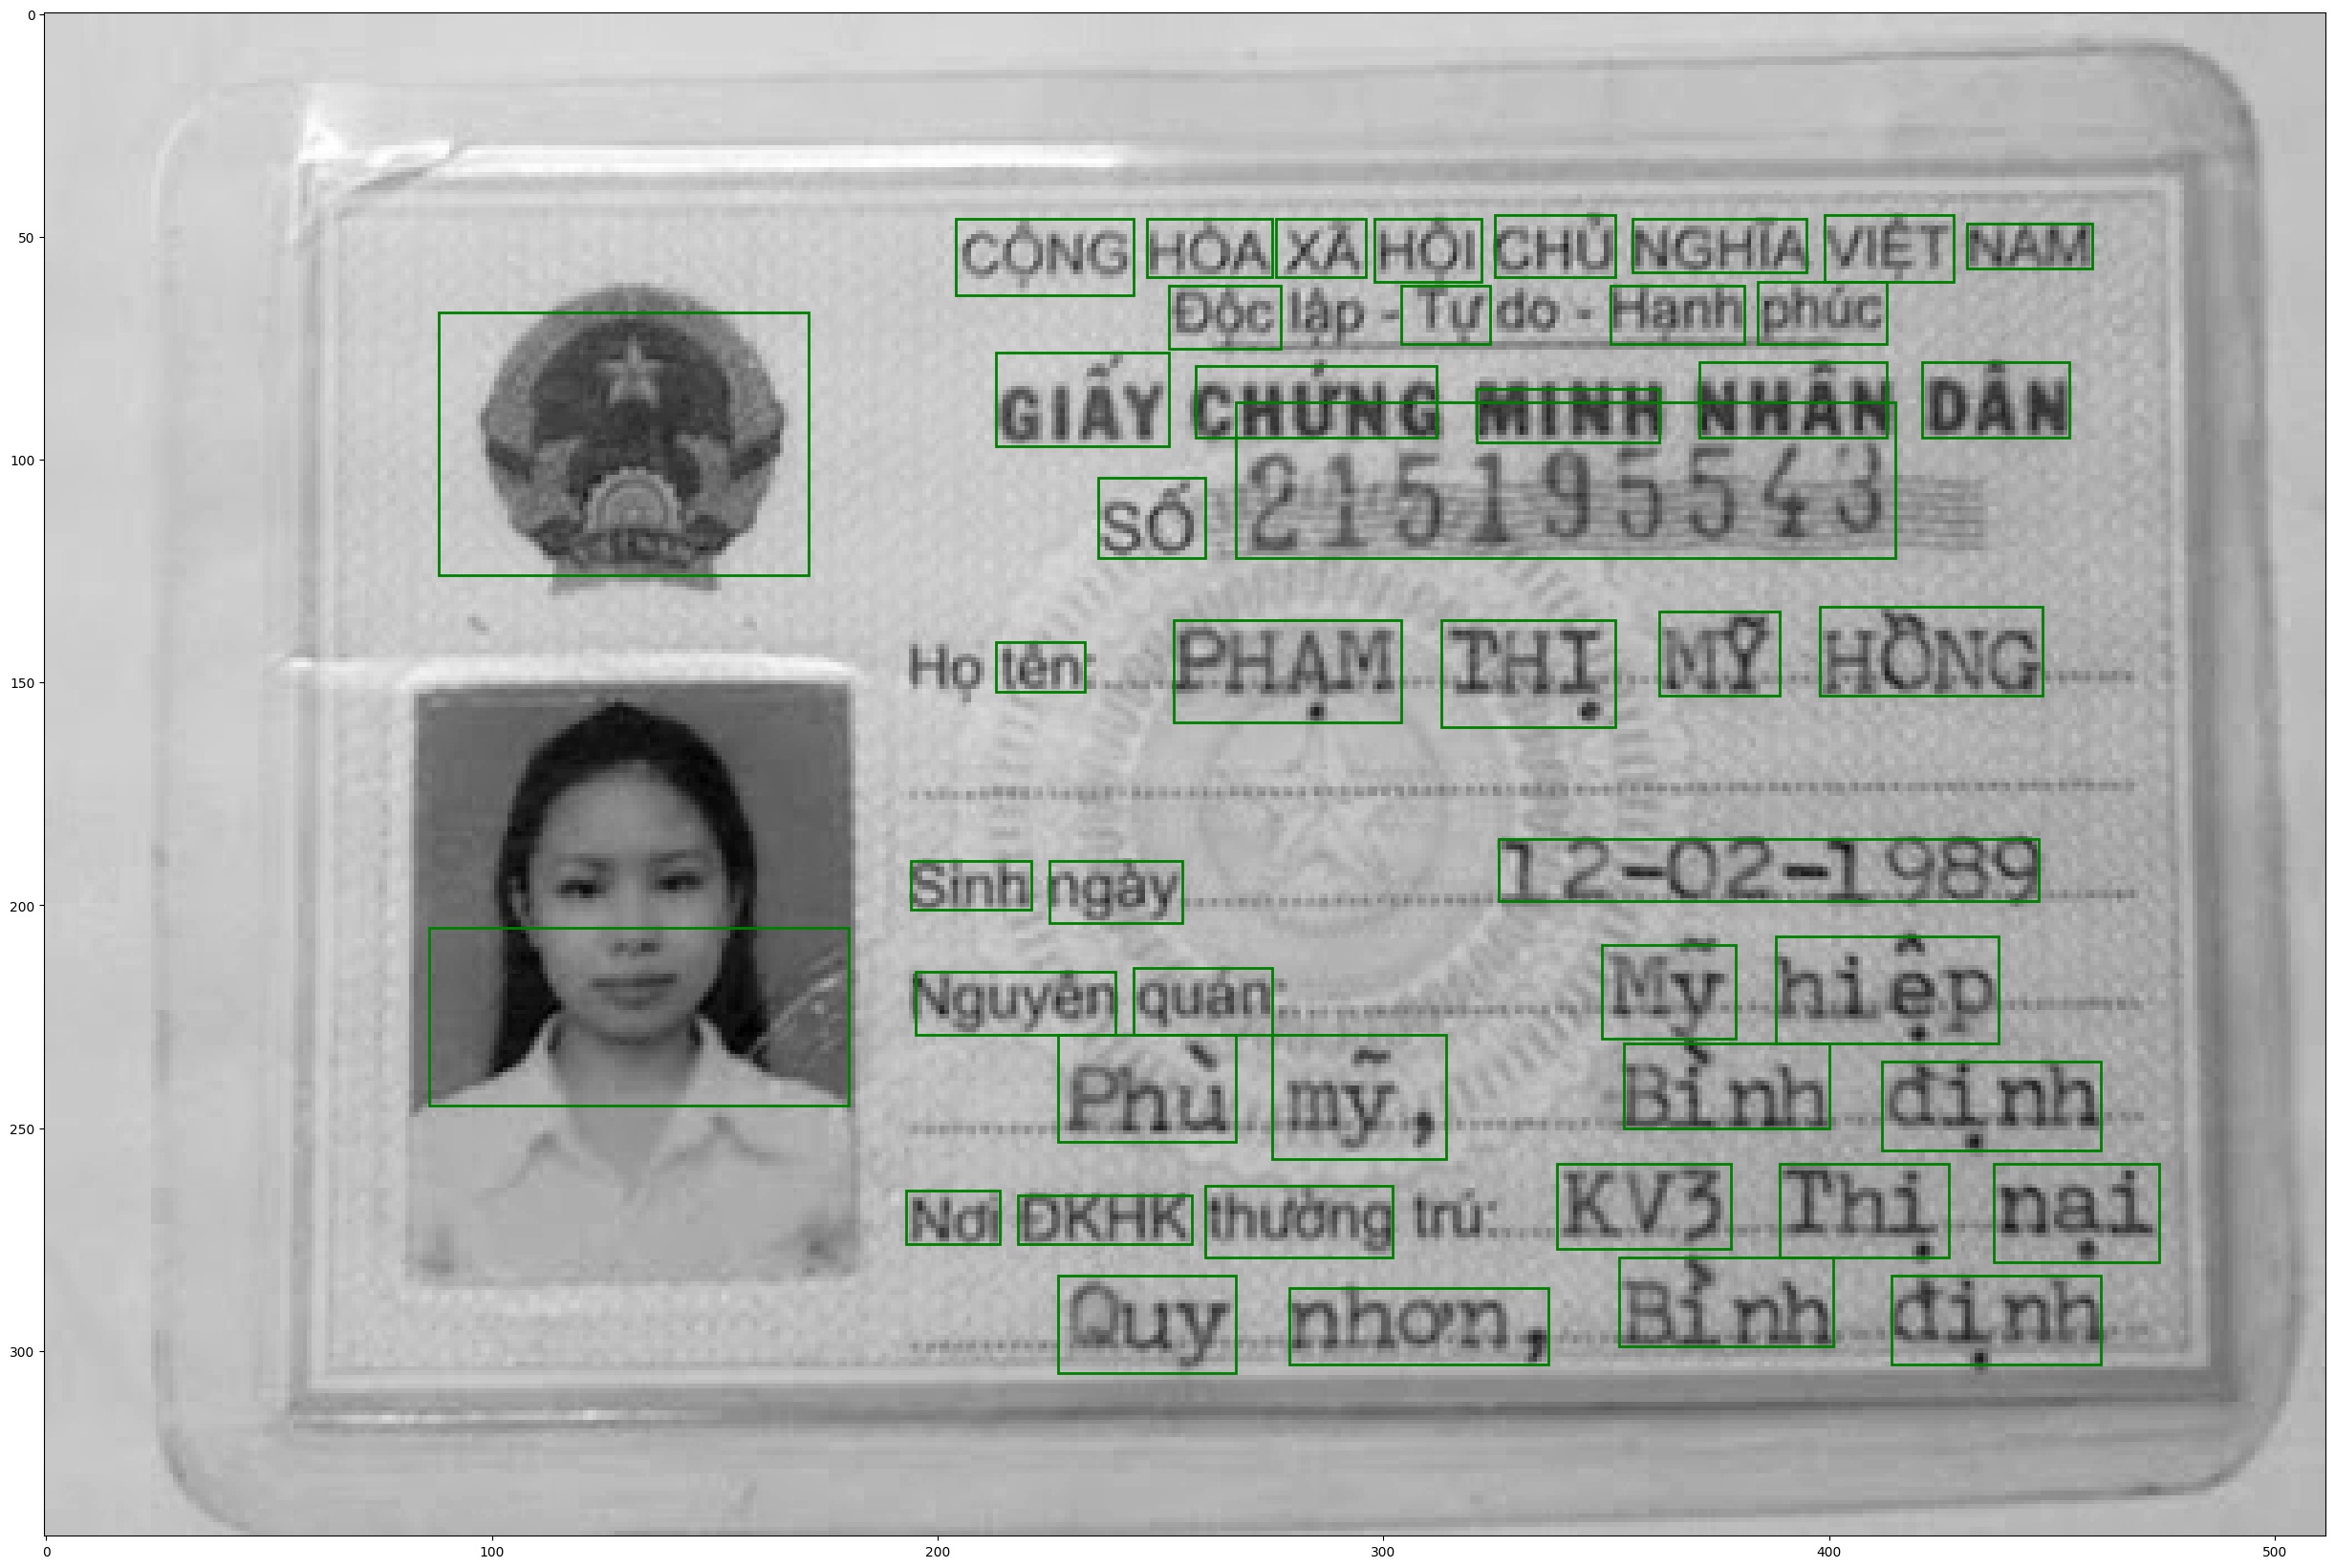 CỘNG HÒA XÃ HỘI CHỦ NGHĨA VIỆT NAM
Độc lập - Tự do - Hạnh phúc
GIẤY CHỨNG MINH NHÂN DÂN
SỐ 215195543
Họ tên: PHẠM THỊ MỸ HỒNG
Sinh ngày 12-02-1989
Nguyên quán: Mỹ hiệp
Phù mỹ, Bình định
Nơi ĐKHK thường trú: KV3 Thị nại
Quy nhơn, Bình định
0
50
100
150
200
250
300
0 100 200 300 400 500